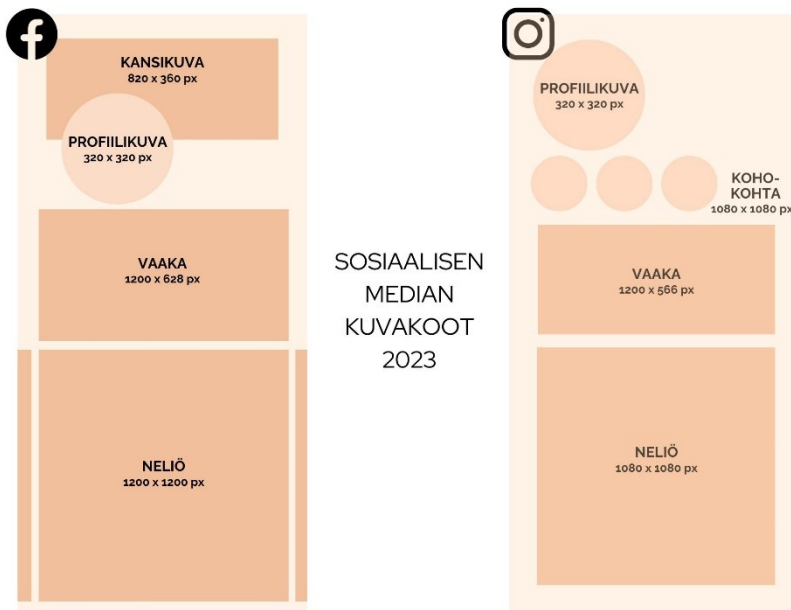 KANSIKUVA
820 x 360 px
PROFIILIKUVA
320 x 320 px
VAAKA
1200 x 628 px
NELIÖ
1200 x 1200 px
SOSIAALISEN
MEDIAN
KUVAKOOT
2023
PROFIILIKUVA
320 x 320 px
KOHO-
KOHTA
1080 x 1080 px
VAAKA
1200 x 566 px
NELIÖ
1080 x 1080 px